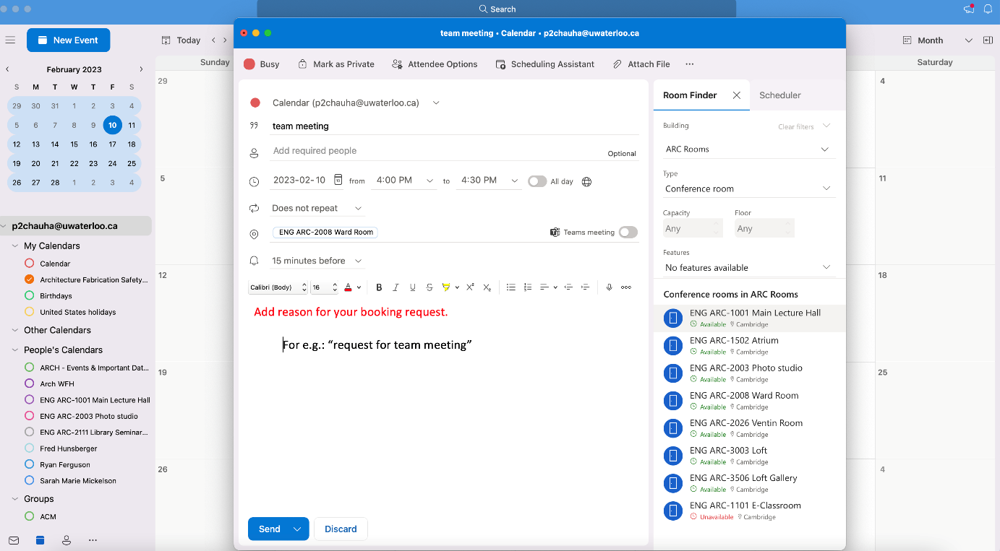 Search
New Event
Today
Month
February 2023
S M T W T F S
29 30 31 1 2 3 4
5 6 7 8 9 10 11
12 13 14 15 16 17 18
19 20 21 22 23 24 25
26 27 28 1 2 3 4
p2chauha@uwaterloo.ca
My Calendars
Calendar
Architecture Fabrication Safety...
Birthdays
United States holidays
Other Calendars
People's Calendars
ARCH - Events & Important Dat...
Arch WFH
ENG ARC-1001 Main Lecture Hall
ENG ARC-2003 Photo studio
ENG ARC-2111 Library Seminar...
Fred Hunsberger
Ryan Ferguson
Sarah Marie Mickelson
Groups
ACM
Sunday
29
5
12
19
26
team meeting • Calendar • p2chauha@uwaterloo.ca
Busy Mark as Private Attendee Options Scheduling Assistant Attach File
Calendar (p2chauha@uwaterloo.ca)
team meeting
Add required people Optional
2023-02-10 10 from 4:00 PM to 4:30 PM All day
Does not repeat
ENG ARC-2008 Ward Room Teams meeting
15 minutes before
Calibri (Body) 16 A B I U S X² X₂
Add reason for your booking request.
For e.g.: “request for team meeting”
Send Discard
Room Finder Scheduler
Building Clear filters
ARC Rooms
Type
Conference room
Capacity Floor
Any Any
Features
No features available
Conference rooms in ARC Rooms
ENG ARC-1001 Main Lecture Hall
Available Cambridge
ENG ARC-1502 Atrium
Available Cambridge
ENG ARC-2003 Photo studio
Available Cambridge
ENG ARC-2008 Ward Room
Available Cambridge
ENG ARC-2026 Ventin Room
Available Cambridge
ENG ARC-3003 Loft
Available Cambridge
ENG ARC-3506 Loft Gallery
Available Cambridge
ENG ARC-1101 E-Classroom
Unavailable Cambridge
Saturday
4
11
18
25
4